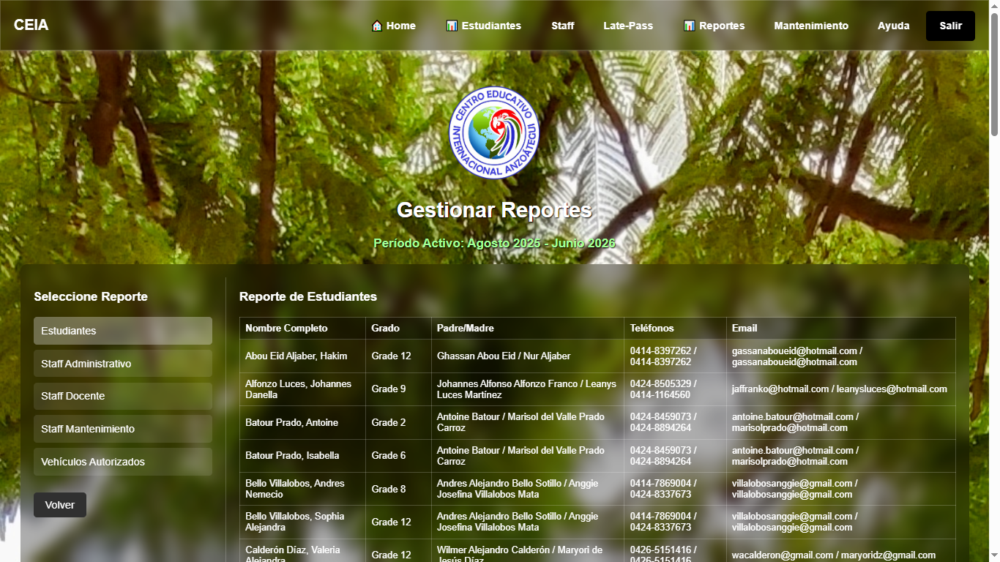 CEIA
Home
Estudiantes
Staff
Late-Pass
Reportes
Mantenimiento
Ayuda
Salir
CENTRO EDUCATIVO
INTERNACIONAL ANZOÁTEGUI
Gestionar Reportes
Período Activo: Agosto 2025 - Junio 2026
Seleccione Reporte
Estudiantes
Staff Administrativo
Staff Docente
Staff Mantenimiento
Vehículos Autorizados
Volver
Reporte de Estudiantes
Nombre Completo Grado Padre/Madre Teléfonos Email
Abou Eid Aljaber, Hakim Grade 12 Ghassan Abou Eid / Nur Aljaber 0414-8397262 / 0414-8397262 gassanaboueid@hotmail.com / gassanaboueid@hotmail.com
Alfonzo Luces, Johannes Danella Grade 9 Johannes Alfonso Alfonzo Franco / Leanys Luces Martínez 0424-8505329 / 0414-1164560 jaffranko@hotmail.com / leanysluces@hotmail.com
Batour Prado, Antoine Grade 2 Antoine Batour / Marisol del Valle Prado Carroz 0424-8459073 / 0424-8894264 antoine.batour@hotmail.com / marisolprado@hotmail.com
Batour Prado, Isabella Grade 6 Antoine Batour / Marisol del Valle Prado Carroz 0424-8459073 / 0424-8894264 antoine.batour@hotmail.com / marisolprado@hotmail.com
Bello Villalobos, Andres Nemecio Grade 8 Andres Alejandro Bello Sotillo / Anggie Josefina Villalobos Mata 0414-7869004 / 0424-8337673 villalobosanggie@gmail.com / villalobosanggie@gmail.com
Bello Villalobos, Sophia Alejandra Grade 12 Andres Alejandro Bello Sotillo / Anggie Josefina Villalobos Mata 0414-7869004 / 0424-8337673 villalobosanggie@gmail.com / villalobosanggie@gmail.com
Calderón Díaz, Valeria Alejandra Grade 12 Wilmer Alejandro Calderón / Maryori de Jesús Díaz 0426-5151416 / 0426-5151416 wacalderon@gmail.com / maryoridz@gmail.com